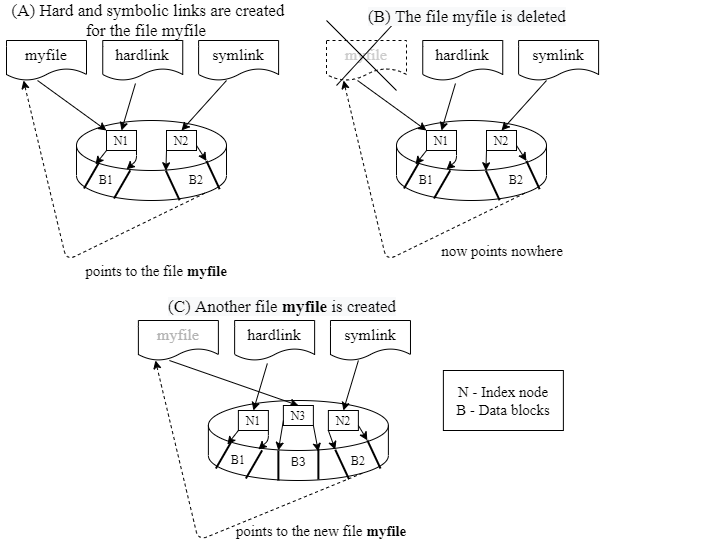 (A) Hard and symbolic links are created
for the file myfile
myfile
hardlink
symlink
N1
N2
B1
B2
points to the file myfile
(B) The file myfile is deleted
myfile
hardlink
symlink
N1
N2
B1
B2
now points nowhere
(C) Another file myfile is created
myfile
hardlink
symlink
N1
N3
N2
B1
B3
B2
points to the new file myfile
N - Index node
B - Data blocks